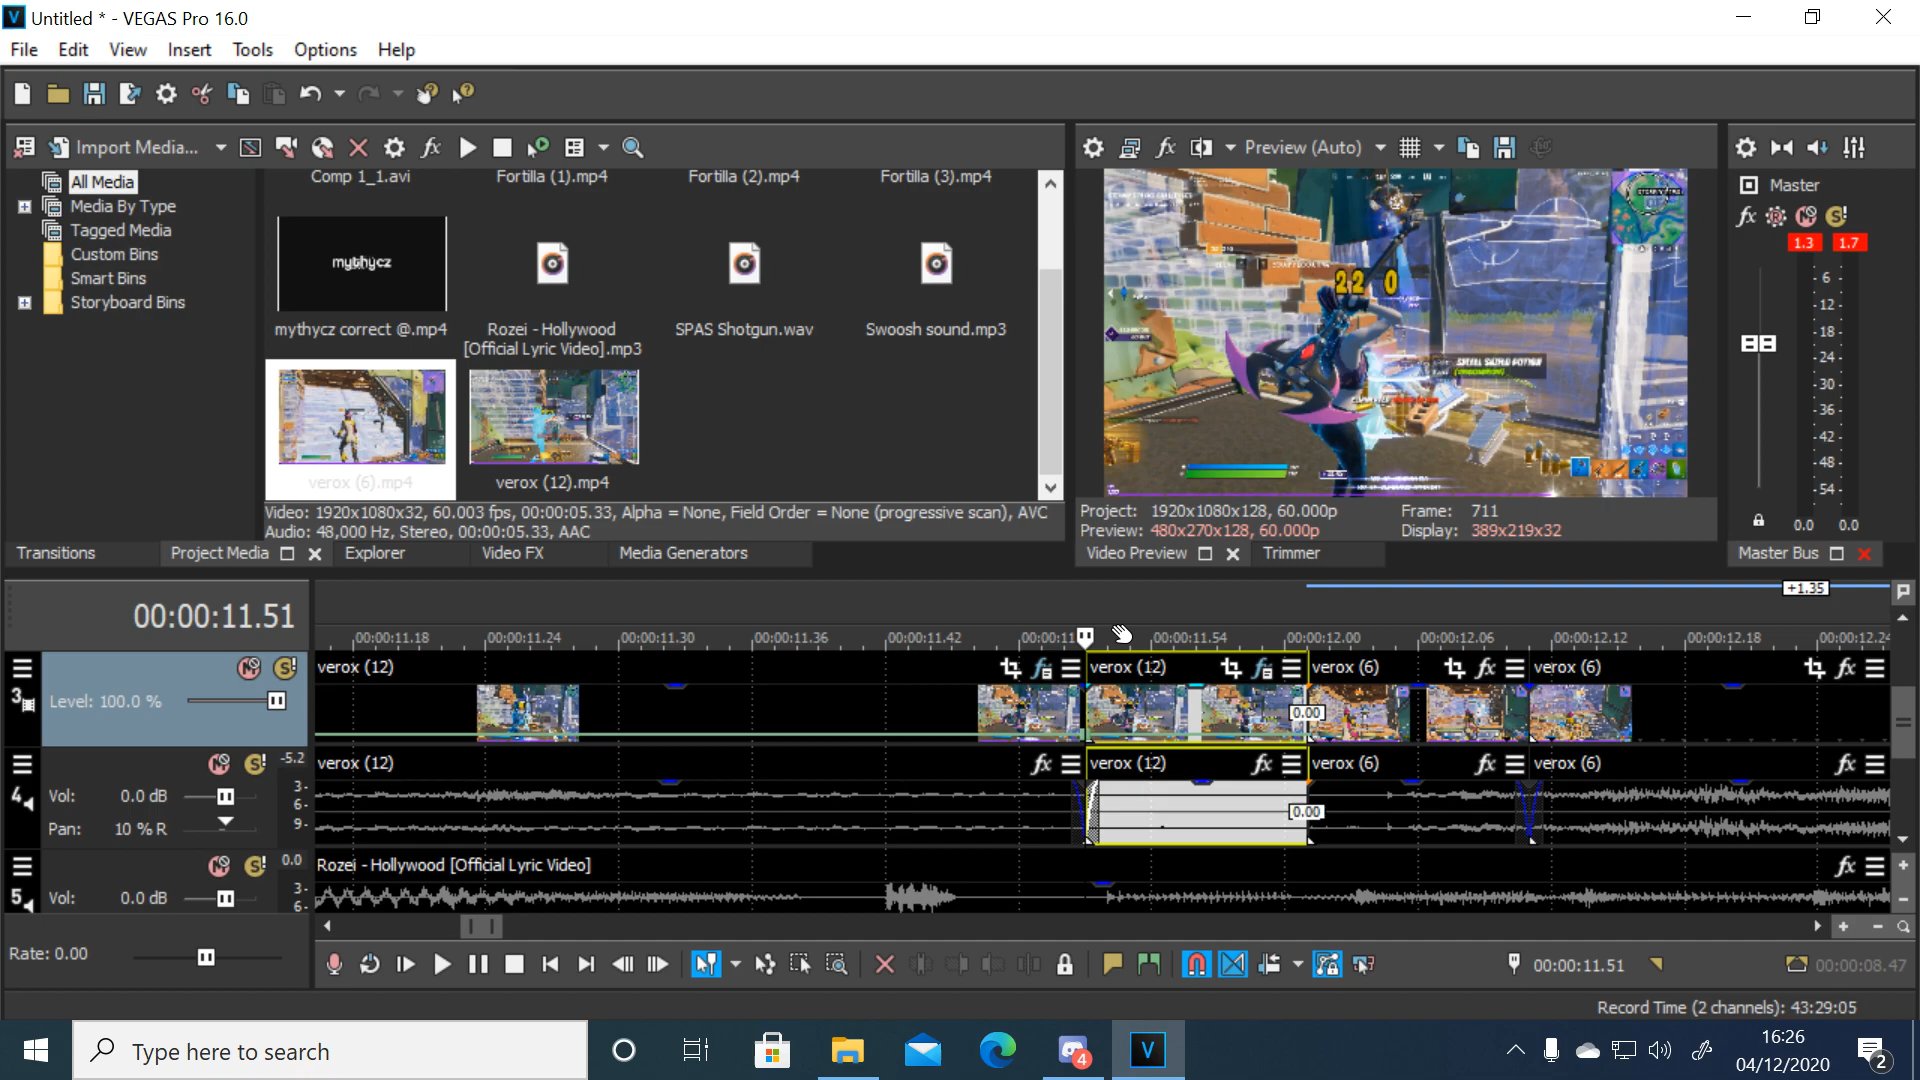 Untitled * - VEGAS Pro 16.0
File Edit View Insert Tools Options Help
Import Media...
Preview (Auto)
All Media
Media By Type
Tagged Media
Custom Bins
Smart Bins
Storyboard Bins
Comp 1_1.avi
Fortilla (1).mp4
Fortilla (2).mp4
Fortilla (3).mp4
mythycz
mythycz correct @.mp4
Rozei - Hollywood
[Official Lyric Video].mp3
SPAS Shotgun.wav
Swoosh sound.mp3
verox (6).mp4
verox (12).mp4
Video: 1920x1080x32, 60.003 fps, 00:00:05.33, Alpha = None, Field Order = None (progressive scan), AVC
Audio: 48,000 Hz, Stereo, 00:00:05.33, AAC
Transitions
Project Media
Explorer
Video FX
Media Generators
22 0
Project: 1920x1080x128, 60.000p
Frame: 711
Preview: 480x270x128, 60.000p
Display: 389x219x32
Video Preview
Trimmer
Master
fx
1.3 1.7
- 6 -
-12-
-18-
-24-
-30-
-36-
-42-
-48-
-54-
0.0 0.0
Master Bus
00:00:11.51
+1.35
00:00:11.18 00:00:11.24 00:00:11.30 00:00:11.36 00:00:11.42 00:00:11 00:00:11.54 00:00:12.00 00:00:12.06 00:00:12.12 00:00:12.18 00:00:12.24
3
Level: 100.0 %
verox (12)
verox (12)
verox (6)
verox (6)
0.00
4
Vol: 0.0 dB
Pan: 10 % R
-5.2
3-
6-
9-
verox (12)
verox (12)
verox (6)
verox (6)
0.00
5
Vol: 0.0 dB
0.0
3-
6-
Rozei - Hollywood [Official Lyric Video]
Rate: 0.00
00:00:11.51
00:00:08.47
Record Time (2 channels): 43:29:05
Type here to search
4
V
16:26
04/12/2020
2